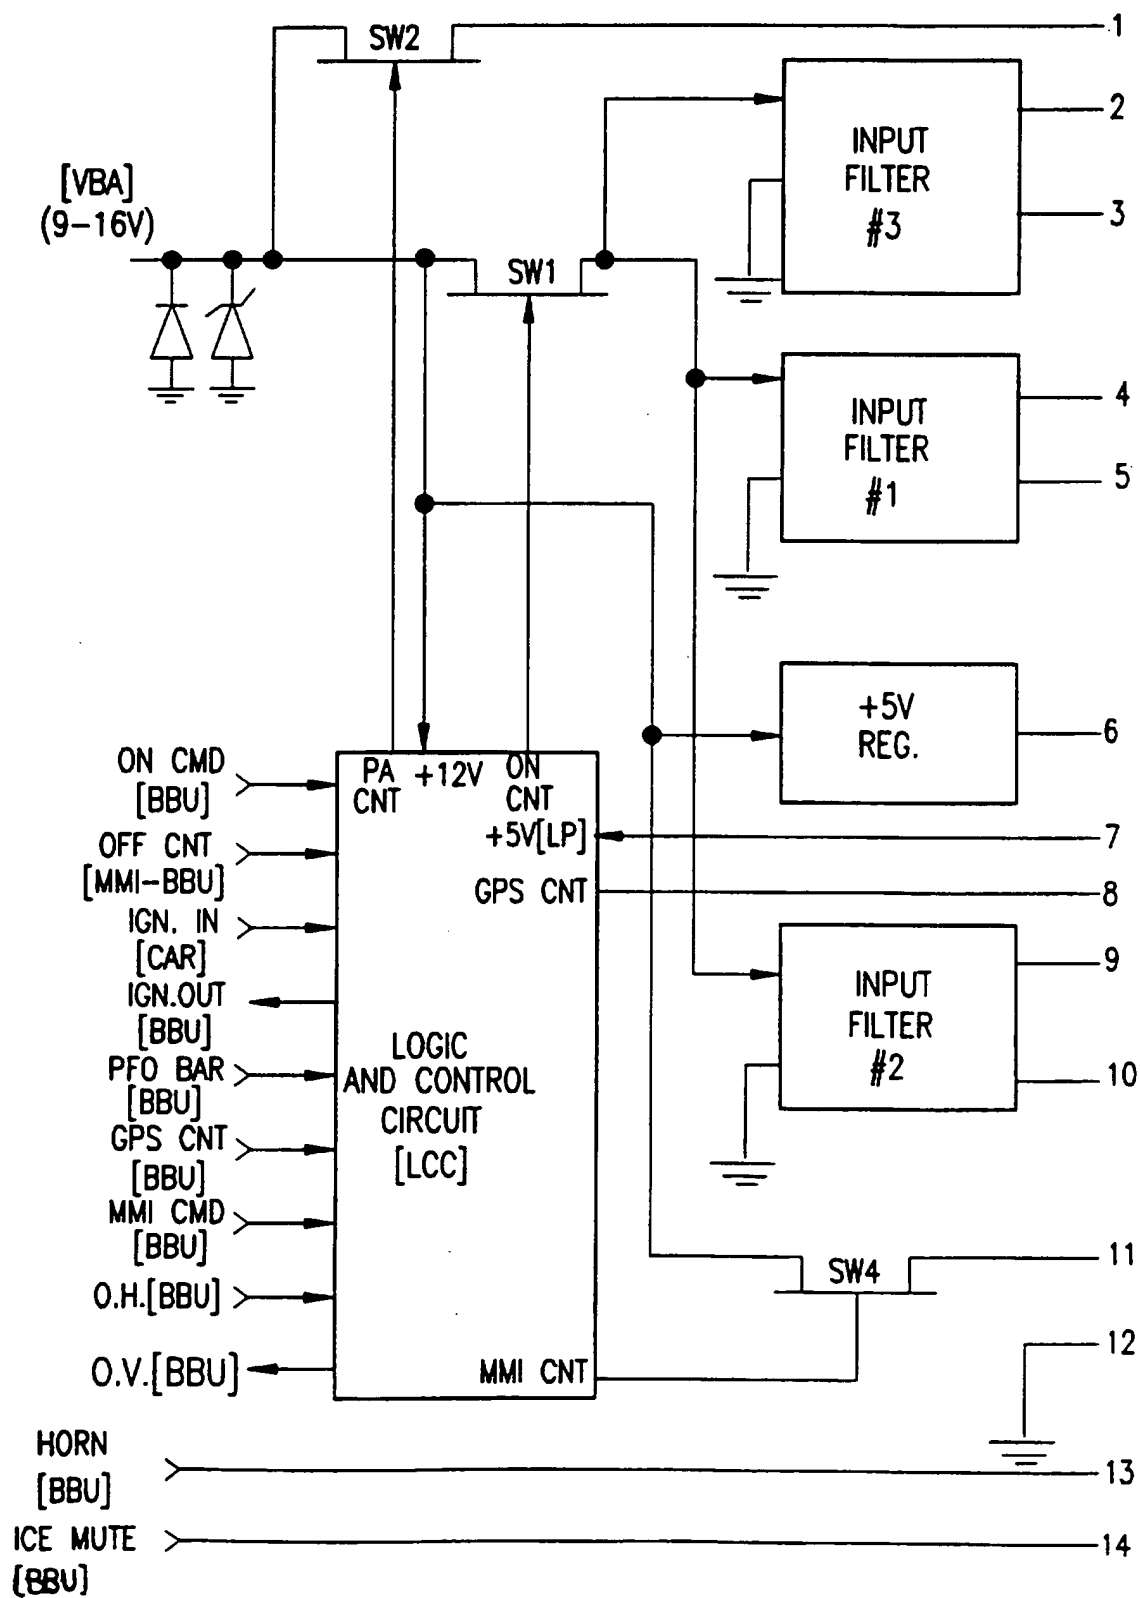 SW2
1
INPUT
FILTER
#3
2
3
[VBA]
(9-16V)
SW1
INPUT
FILTER
#1
4
5
+5V
REG.
6
ON CMD
[BBU]
OFF CNT
[MMI-BBU]
IGN. IN
[CAR]
IGN.OUT
[BBU]
PFO BAR
[BBU]
GPS CNT
[BBU]
MMI CMD
[BBU]
O.H.[BBU]
O.V.[BBU]
PA
CNT
+12V
ON
CNT
+5V[LP]
7
GPS CNT
8
LOGIC
AND CONTROL
CIRCUIT
[LCC]
INPUT
FILTER
#2
9
10
SW4
11
MMI CNT
12
HORN
[BBU]
13
ICE MUTE
[BBU]
14